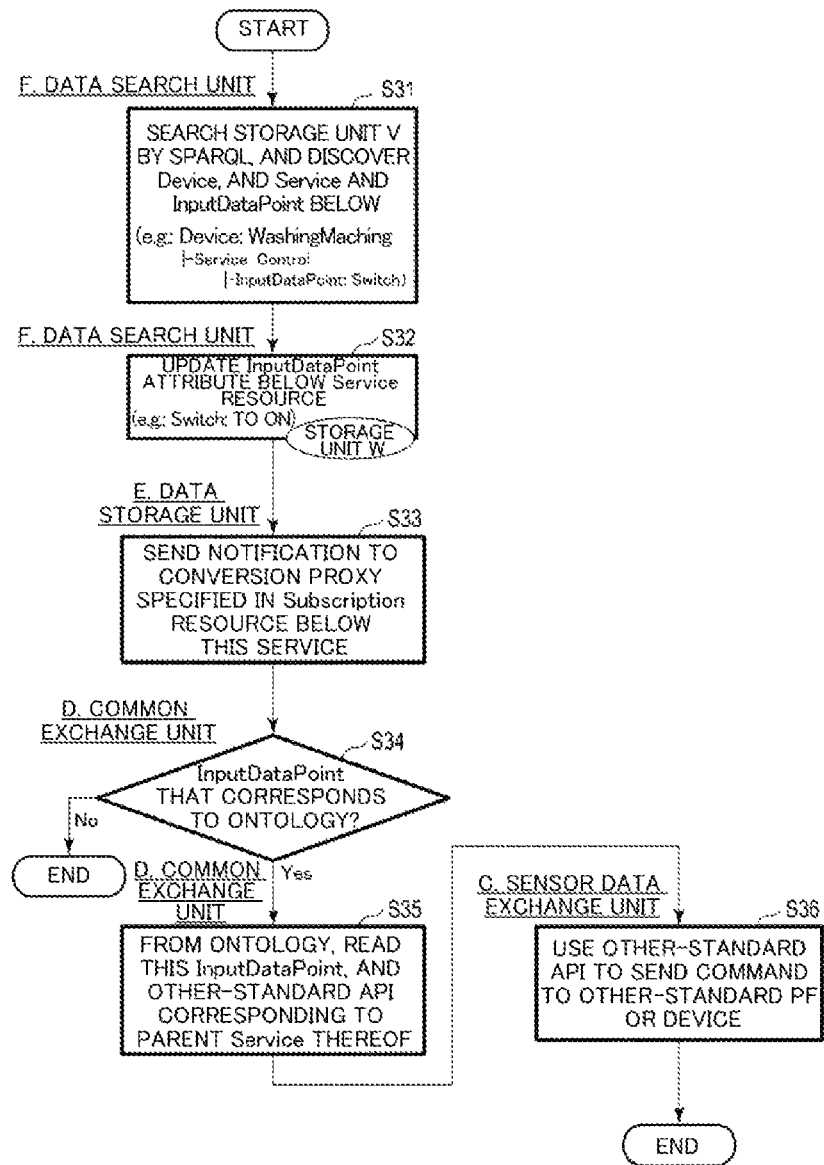 START
F. DATA SEARCH UNIT
S31
SEARCH STORAGE UNIT V
BY SPARQL, AND DISCOVER
Device, AND Service AND
InputDataPoint BELOW
(e.g.: Device: WashingMaching
|-Service Control
|-InputDataPoint: Switch)
F. DATA SEARCH UNIT
S32
UPDATE InputDataPoint
ATTRIBUTE BELOW Service
RESOURCE
(e.g.: Switch: TO ON)
STORAGE
UNIT W
E. DATA
STORAGE UNIT
S33
SEND NOTIFICATION TO
CONVERSION PROXY
SPECIFIED IN Subscription
RESOURCE BELOW
THIS SERVICE
D. COMMON
EXCHANGE UNIT
S34
InputDataPoint
THAT CORRESPONDS
TO ONTOLOGY?
No
END
Yes
D. COMMON
EXCHANGE
UNIT
S35
FROM ONTOLOGY, READ
THIS InputDataPoint, AND
OTHER-STANDARD API
CORRESPONDING TO
PARENT Service THEREOF
C. SENSOR DATA
EXCHANGE UNIT
S36
USE OTHER-STANDARD
API TO SEND COMMAND
TO OTHER-STANDARD PF
OR DEVICE
END